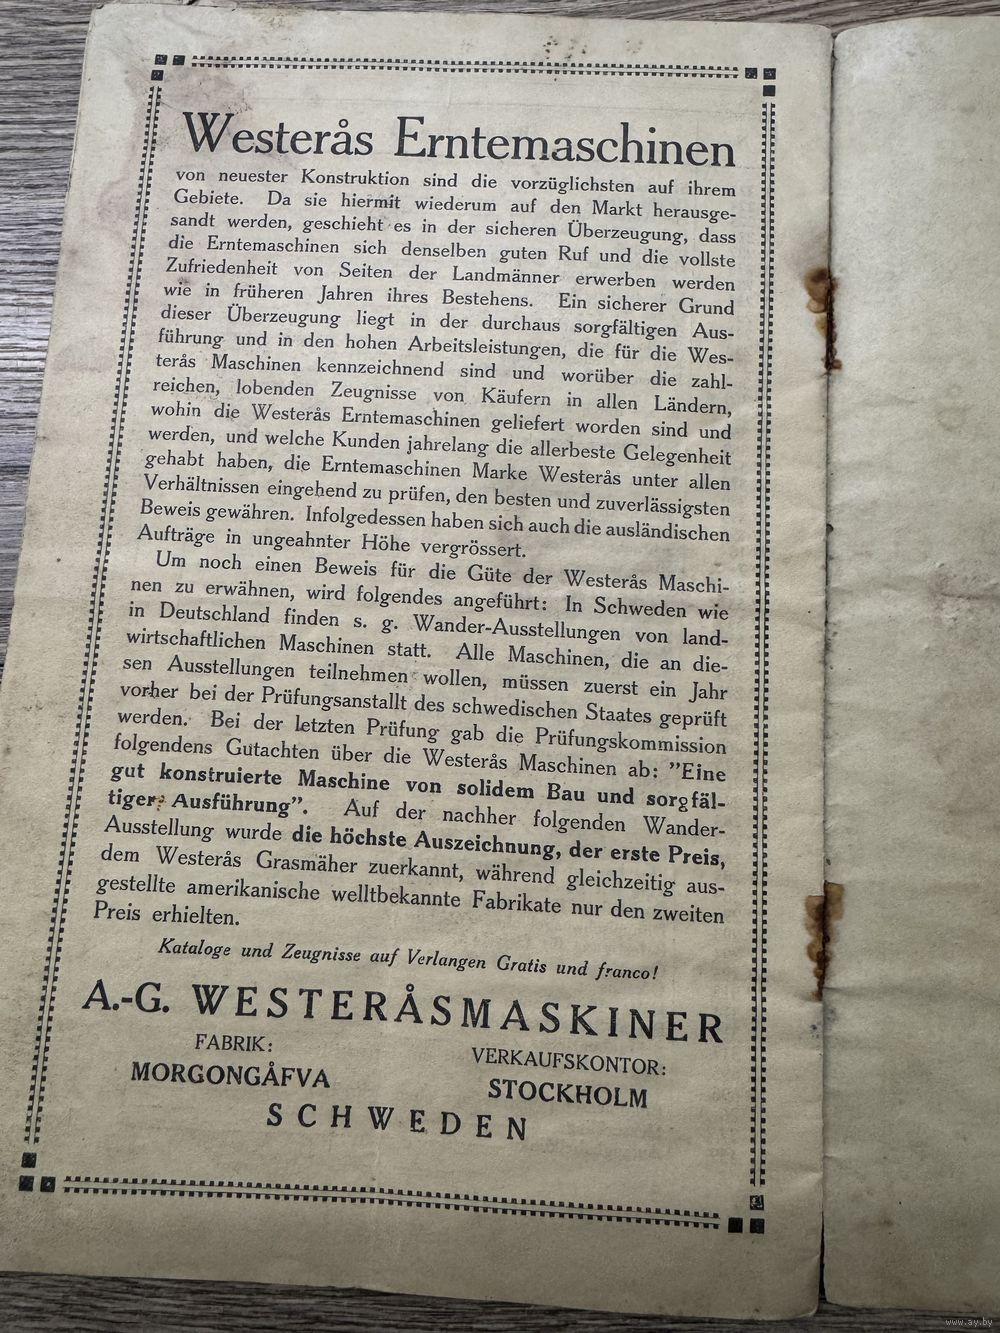 Westerås Erntemaschinen
von neuester Konstruktion sind die vorzüglichsten auf ihrem
Gebiete. Da sie hiermit wiederum auf den Markt herausge-
sandt werden, geschieht es in der sicheren Überzeugung, dass
die Erntemaschinen sich denselben guten Ruf und die vollste
Zufriedenheit von Seiten der Landmänner erwerben werden
wie in früheren Jahren ihres Bestehens. Ein sicherer Grund
dieser Überzeugung liegt in der durchaus sorgfältigen Aus-
führung und in den hohen Arbeitsleistungen, die für die Wes-
terås Maschinen kennzeichnend sind und worüber die zahl-
reichen, lobenden Zeugnisse von Käufern in allen Ländern,
wohin die Westerås Erntemaschinen geliefert worden sind und
werden, und welche Kunden jahrelang die allerbeste Gelegenheit
gehabt haben, die Erntemaschinen Marke Westerås unter allen
Verhältnissen eingehend zu prüfen, den besten und zuverlässigsten
Beweis gewähren. Infolgedessen haben sich auch die ausländischen
Aufträge in ungeahnter Höhe vergrössert.
Um noch einen Beweis für die Güte der Westerås Maschi-
nen zu erwähnen, wird folgendes angeführt: In Schweden wie
in Deutschland finden s. g. Wander-Ausstellungen von land-
wirtschaftlichen Maschinen statt. Alle Maschinen, die an die-
sen Ausstellungen teilnehmen wollen, müssen zuerst ein Jahr
vorher bei der Prüfungsanstallt des schwedischen Staates geprüft
werden. Bei der letzten Prüfung gab die Prüfungskommission
folgendens Gutachten über die Westerås Maschinen ab: ”Eine
gut konstruierte Maschine von solidem Bau und sorgfäl-
tiger Ausführung”. Auf der nachher folgenden Wander-
Ausstellung wurde die höchste Auszeichnung, der erste Preis,
dem Westerås Grasmäher zuerkannt, während gleichzeitig aus-
gestellte amerikanische welltbekannte Fabrikate nur den zweiten
Preis erhielten.
Kataloge und Zeugnisse auf Verlangen Gratis und franco!
A.-G. WESTERÅSMASKINER
FABRIK:
MORGONGÅFVA
VERKAUFSKONTOR:
STOCKHOLM
SCHWEDEN
www.ay.by